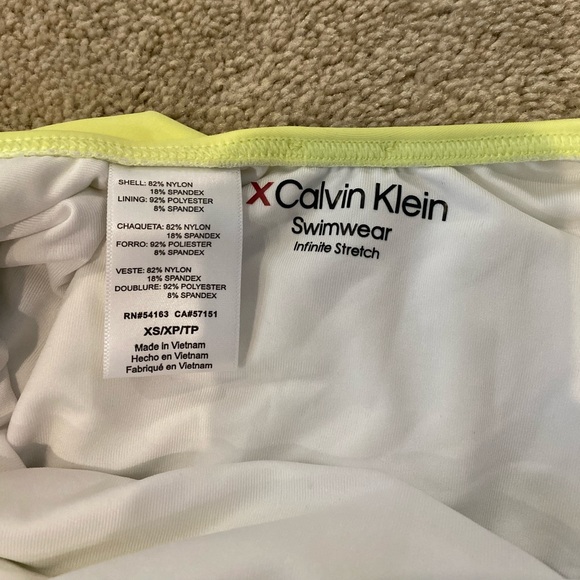 SHELL: 82% NYLON
18% SPANDEX
LINING: 92% POLYESTER
8% SPANDEX
CHAQUETA: 82% NYLON
18% SPANDEX
FORRO: 92% POLIESTER
8% SPANDEX
VESTE: 82% NYLON
18% SPANDEX
DOUBLURE: 92% POLYESTER
8% SPANDEX
RN#54163 CA#57151
XS/XP/TP
Made in Vietnam
Hecho en Vietnam
Fabriqué en Vietnam
X Calvin Klein
Swimwear
Infinite Stretch